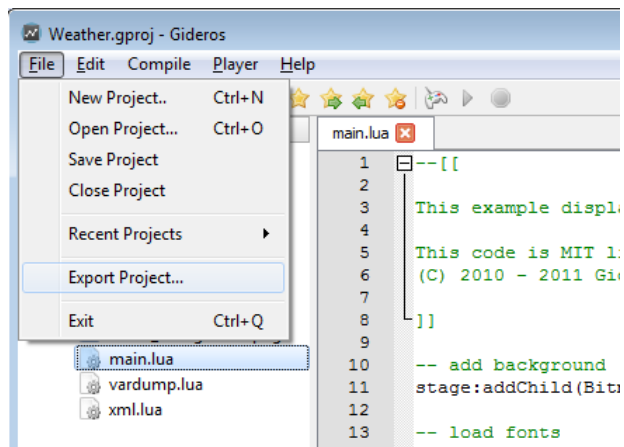 Weather.gproj - Gideros
File Edit Compile Player Help
New Project.. Ctrl+N
Open Project... Ctrl+O
Save Project
Close Project
Recent Projects
Export Project...
Exit Ctrl+Q
main.lua
vardump.lua
xml.lua
main.lua
1 --[[
2
3 This example displa
4
5 This code is MIT li
6 (C) 2010 - 2011 Gid
7
8 ]]
9
10 -- add background
11 stage:addChild(Bitm
12
13 -- load fonts